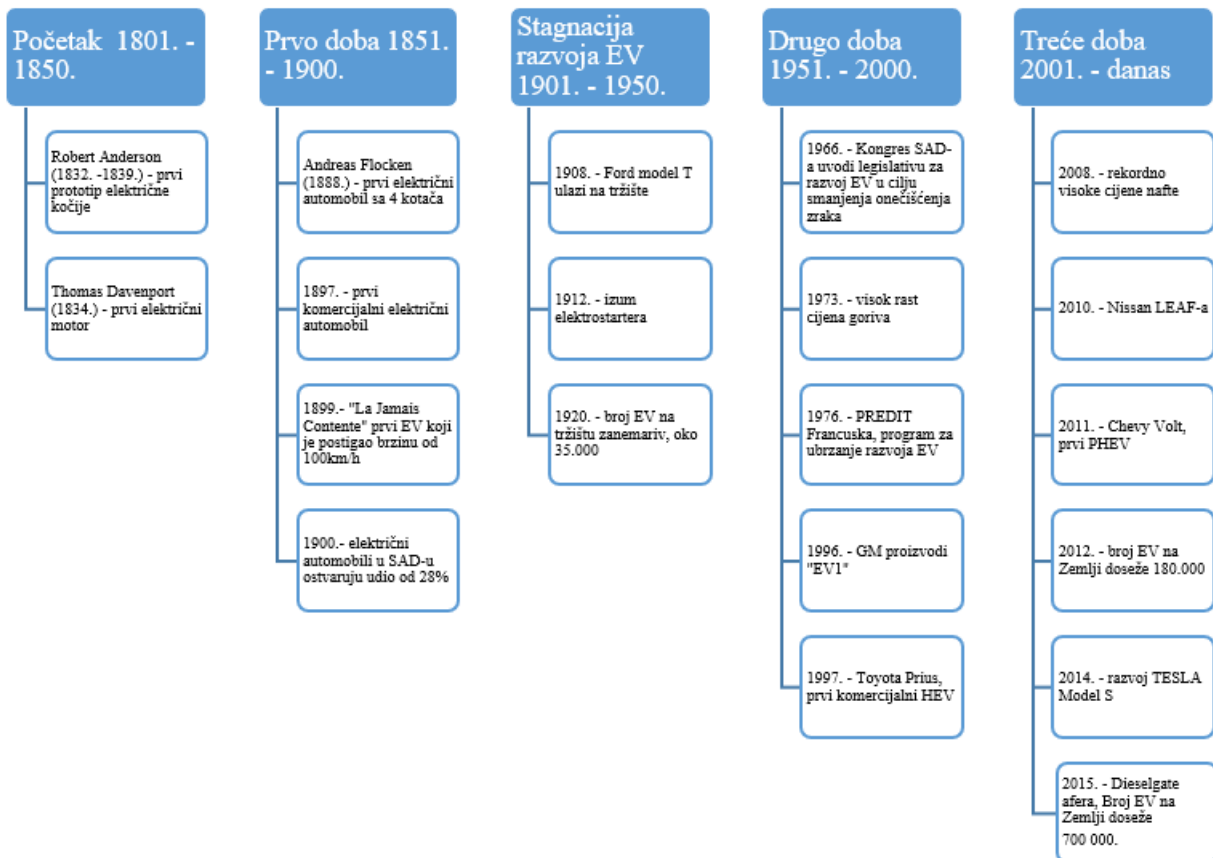 Početak 1801. -
1850.
Robert Anderson
(1832. -1839.) - prvi
prototip električne
kočije
Thomas Davenport
(1834.) - prvi električni
motor
Prvo doba 1851.
- 1900.
Andreas Flocken
(1888.) - prvi električni
automobil sa 4 kotača
1897. - prvi
komercijalni električni
automobil
1899.- "La Jamais
Contente" prvi EV koji
je postigao brzinu od
100km/h
1900.- električni
automobili u SAD-u
ostvaruju udio od 28%
Stagnacija
razvoja EV
1901. - 1950.
1908. - Ford model T
ulazi na tržište
1912. - izum
elektrostartera
1920. - broj EV na
tržištu zanemariv, oko
35.000
Drugo doba
1951. - 2000.
1966. - Kongres SAD-
a uvodi legislativu za
razvoj EV u cilju
smanjenja onečišćenja
zraka
1973. - visok rast
cijena goriva
1976. - PREDIT
Francuska, program za
ubrzanje razvoja EV
1996. - GM proizvodi
"EV1"
1997. - Toyota Prius,
prvi komercijalni HEV
Treće doba
2001. - danas
2008. - rekordno
visoke cijene nafte
2010. - Nissan LEAF-a
2011. - Chevy Volt,
prvi PHEV
2012. - broj EV na
Zemlji doseže 180.000
2014. - razvoj TESLA
Model S
2015. - Dieselgate
afera, Broj EV na
Zemlji doseže
700 000.